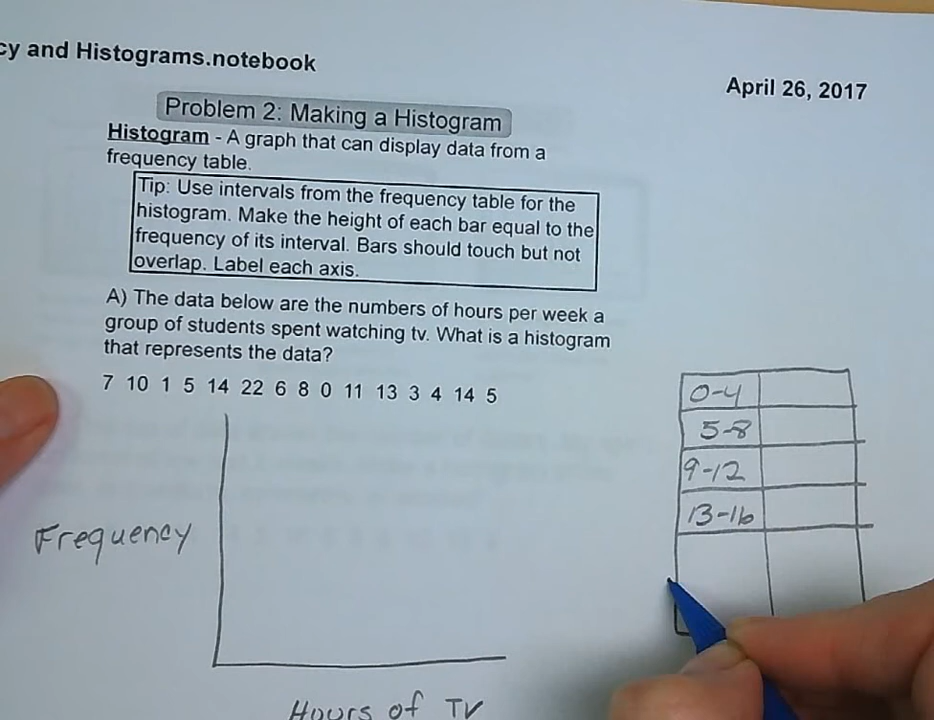 cy and Histograms.notebook
April 26, 2017
Problem 2: Making a Histogram
Histogram - A graph that can display data from a
frequency table.
Tip: Use intervals from the frequency table for the
histogram. Make the height of each bar equal to the
frequency of its interval. Bars should touch but not
overlap. Label each axis.
A) The data below are the numbers of hours per week a
group of students spent watching tv. What is a histogram
that represents the data?
7 10 1 5 14 22 6 8 0 11 13 3 4 14 5
0-4
5-8
9-12
13-16
Frequency
Hours of TV